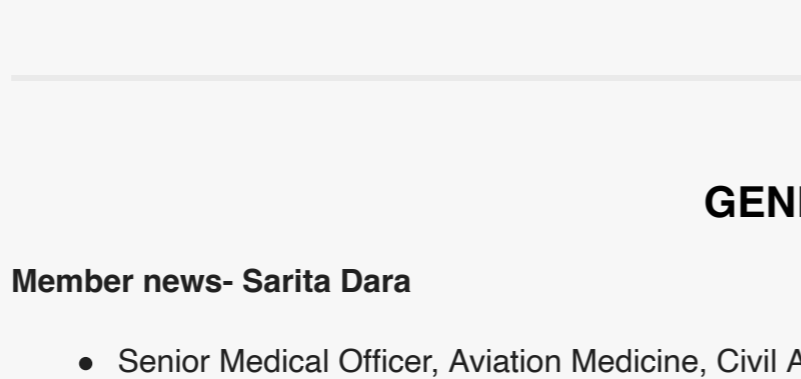 GEN
Member news- Sarita Dara
• Senior Medical Officer, Aviation Medicine, Civil A